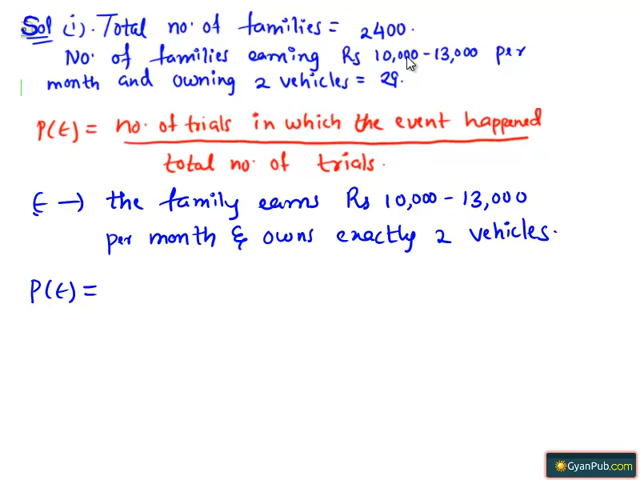 Sol (i). Total no. of families = 2400.
No. of families earning Rs 10,000 - 13,000 per
month and owning 2 vehicles = 29.
P(E) = no. of trials in which the event happened
total no. of trials.
E → the family earns Rs 10,000 - 13,000
per month & owns exactly 2 vehicles.
P(E) =
GyanPub.com